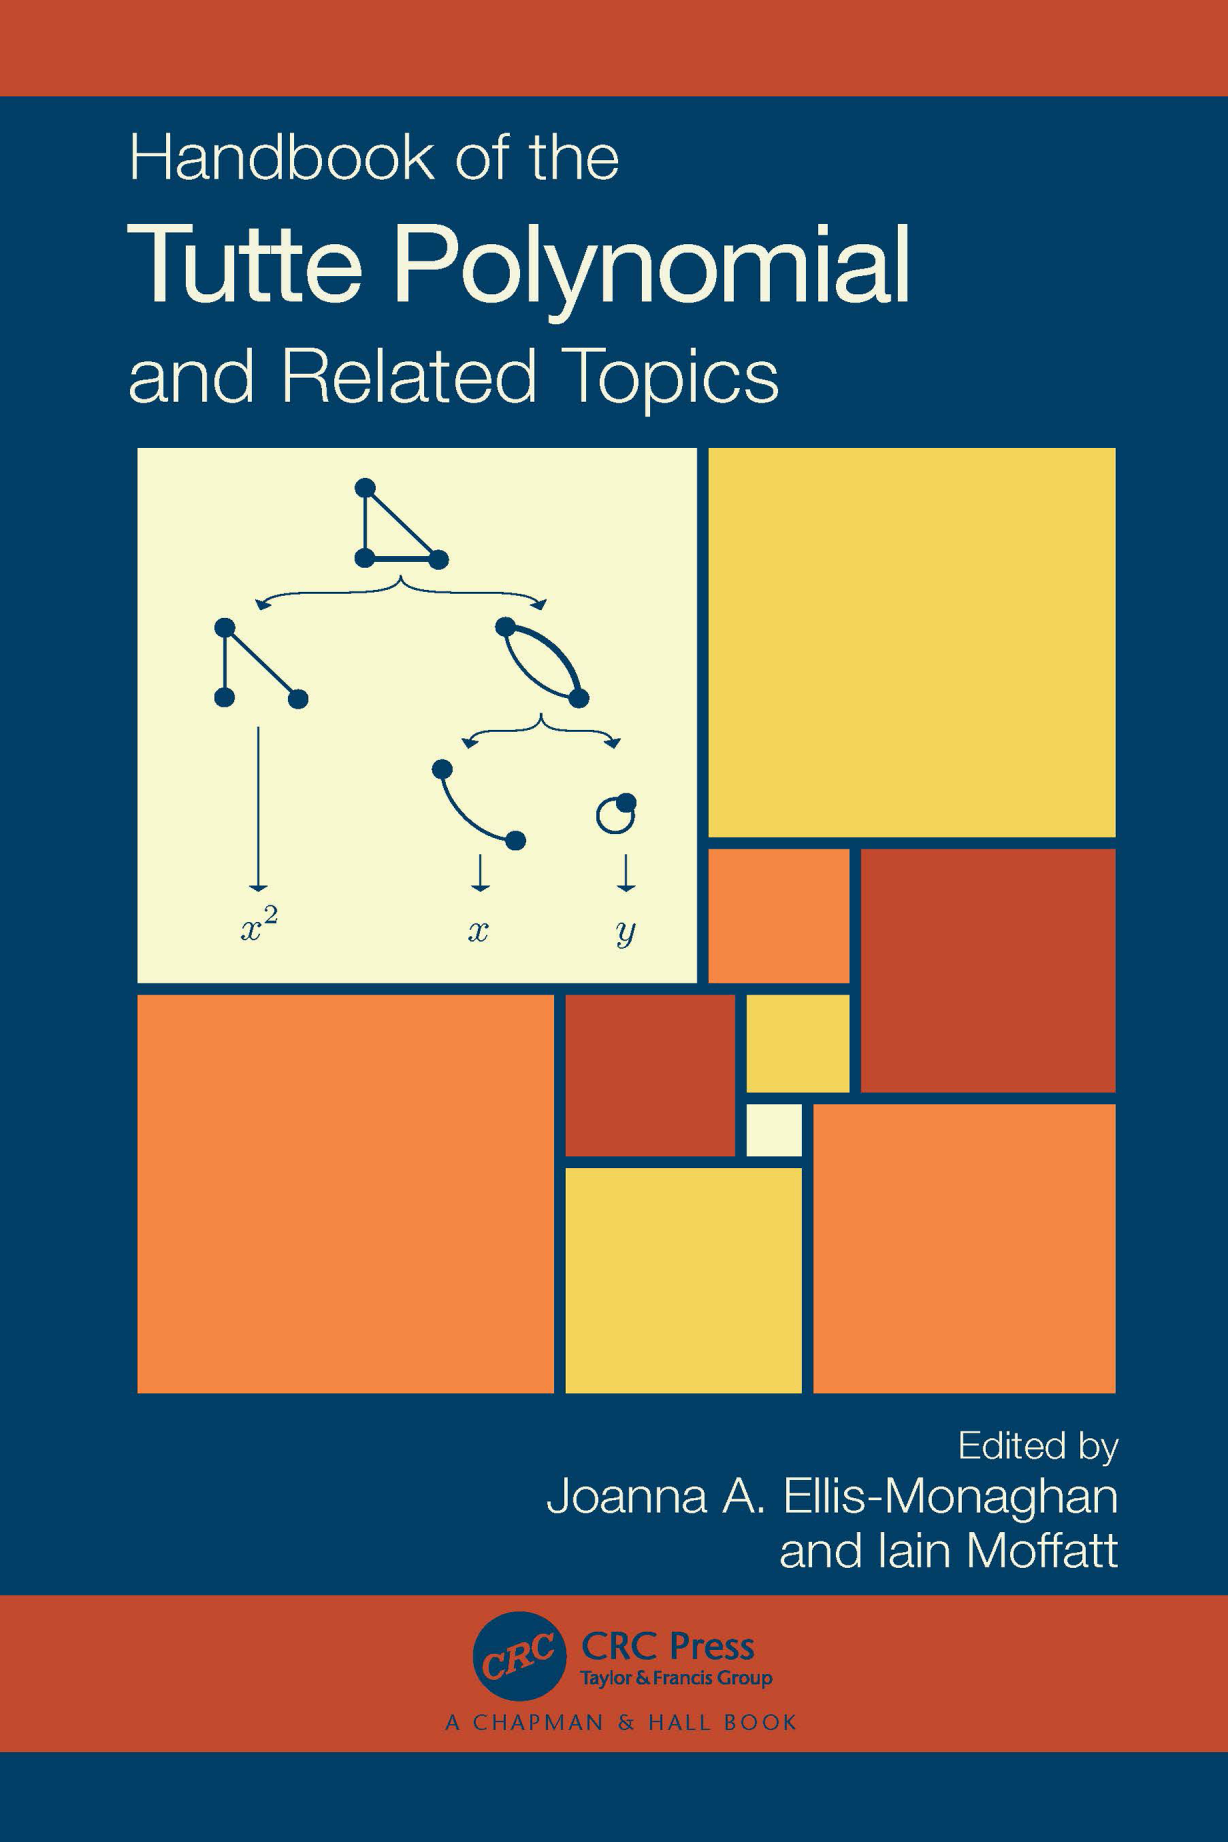 Handbook of the
Tutte Polynomial
and Related Topics
x²
x
y
Edited by
Joanna A. Ellis-Monaghan
and Iain Moffatt
CRC
CRC Press
Taylor & Francis Group
A CHAPMAN & HALL BOOK